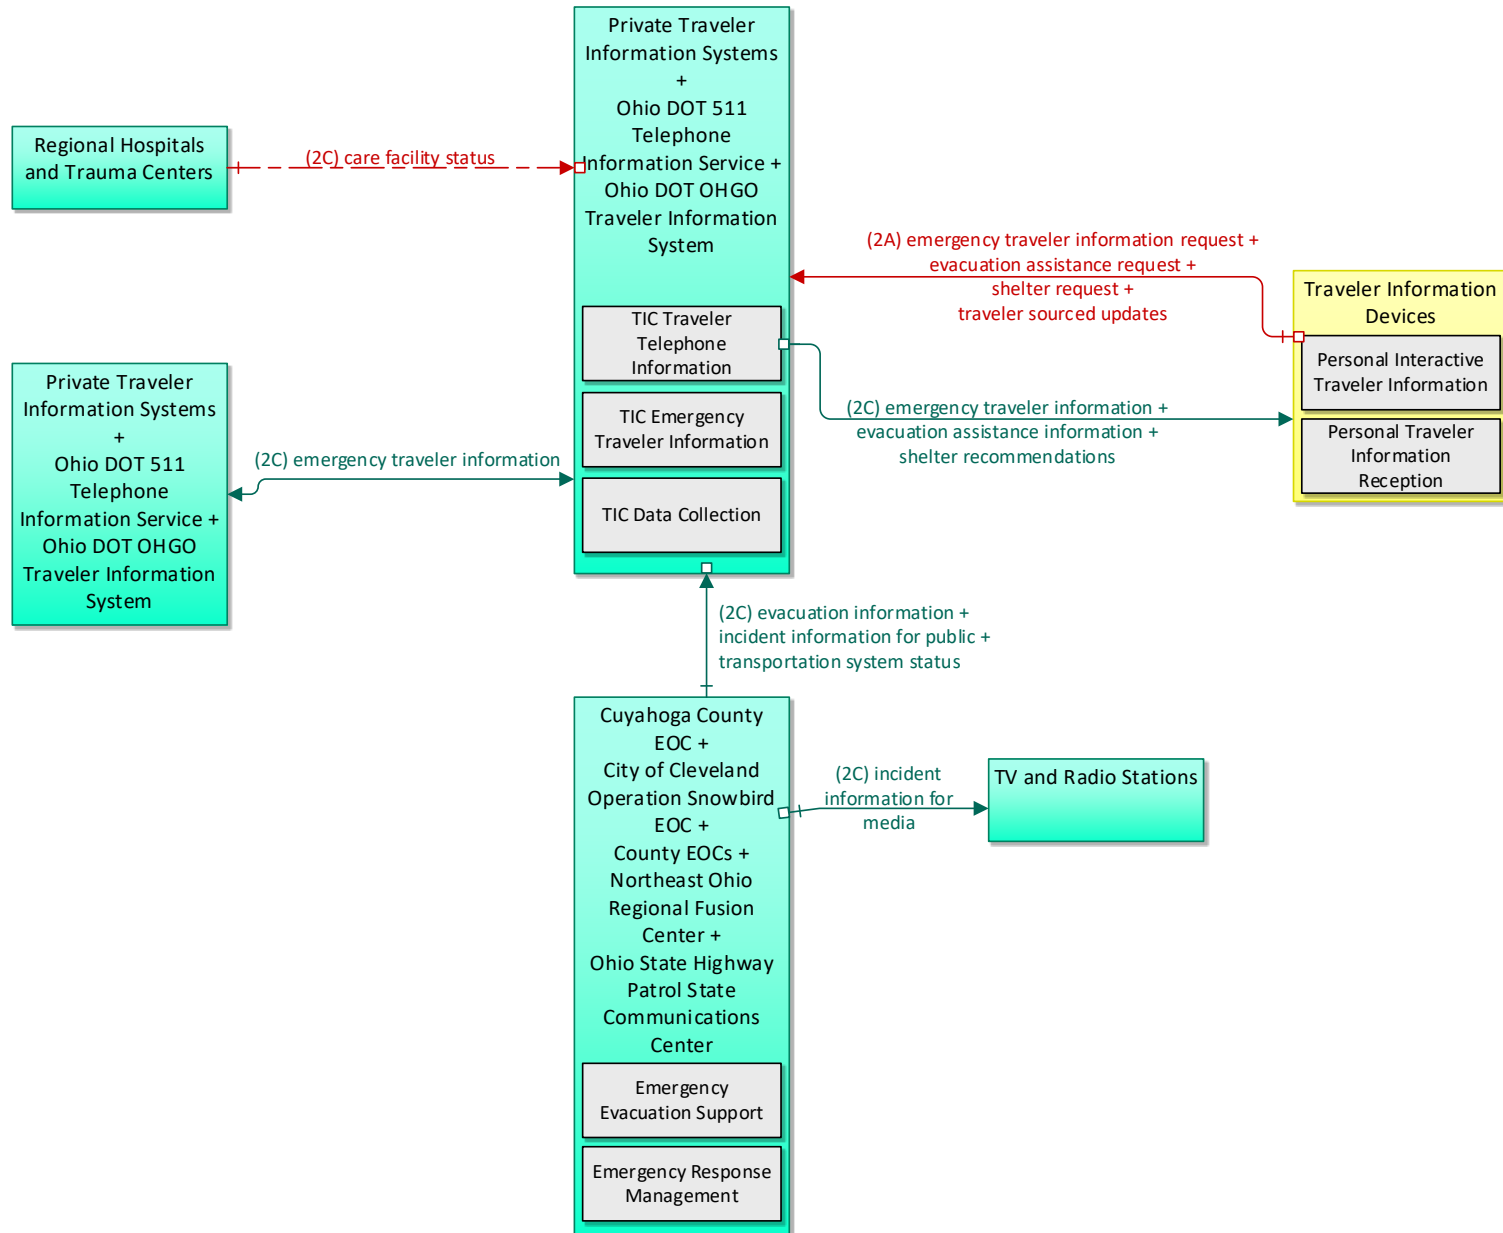 Private Traveler
Information Systems
+
Ohio DOT 511
Telephone
Information Service +
Ohio DOT OHGO
Traveler Information
System
Regional Hospitals
and Trauma Centers
(2C) care facility status
(2A) emergency traveler information request +
evacuation assistance request +
shelter request +
traveler sourced updates
Traveler Information
Devices
Personal Interactive
Traveler Information
Personal Traveler
Information
Reception
TIC Traveler
Telephone
Information
TIC Emergency
Traveler Information
TIC Data Collection
(2C) emergency traveler information +
evacuation assistance information +
shelter recommendations
Private Traveler
Information Systems
+
Ohio DOT 511
Telephone
Information Service +
Ohio DOT OHGO
Traveler Information
System
(2C) emergency traveler information
(2C) evacuation information +
incident information for public +
transportation system status
Cuyahoga County
EOC +
City of Cleveland
Operation Snowbird
EOC +
County EOCs +
Northeast Ohio
Regional Fusion
Center +
Ohio State Highway
Patrol State
Communications
Center
Emergency
Evacuation Support
Emergency Response
Management
(2C) incident
information for
media
TV and Radio Stations